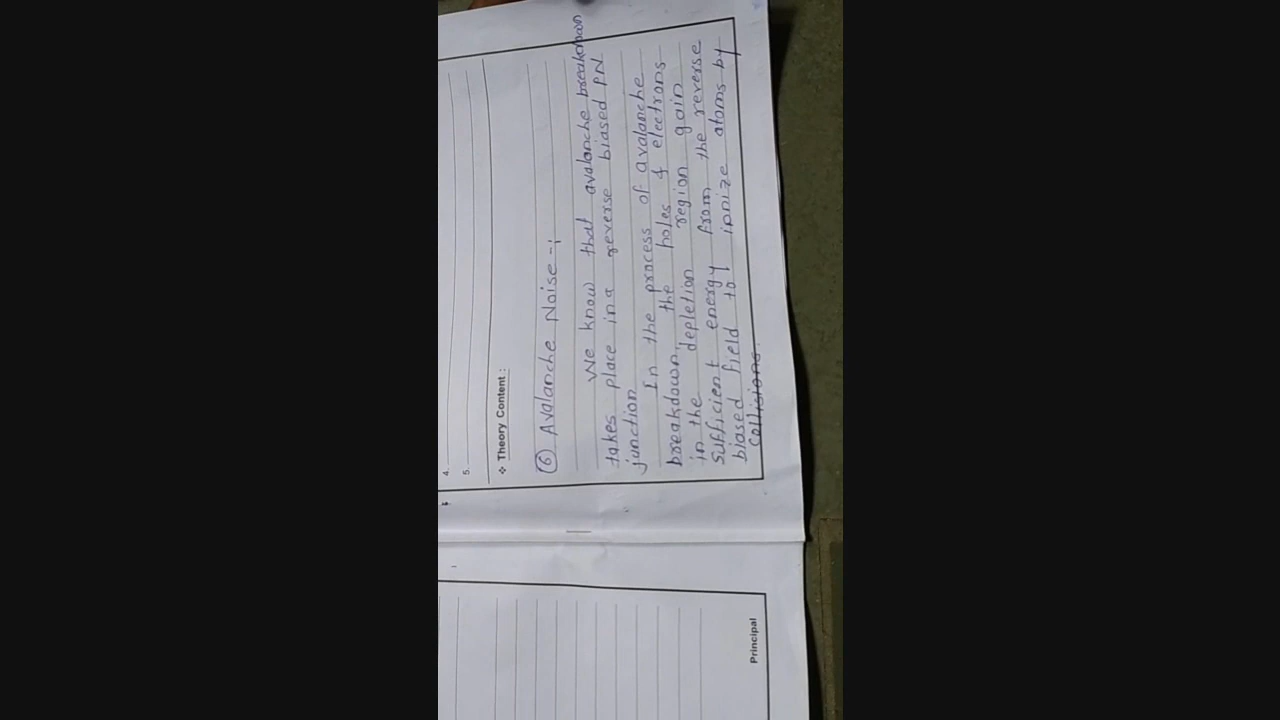 4.
5.
❖ Theory Content :
⑥ Avalanche Noise -:
We know that avalanche breakdown
takes place in a reverse biased PN
junction
In the process of avalanche
breakdown, the holes & electrons
in the depletion region gain
sufficient energy from the reverse
biased field to ionize atoms by
collisions.
Principal